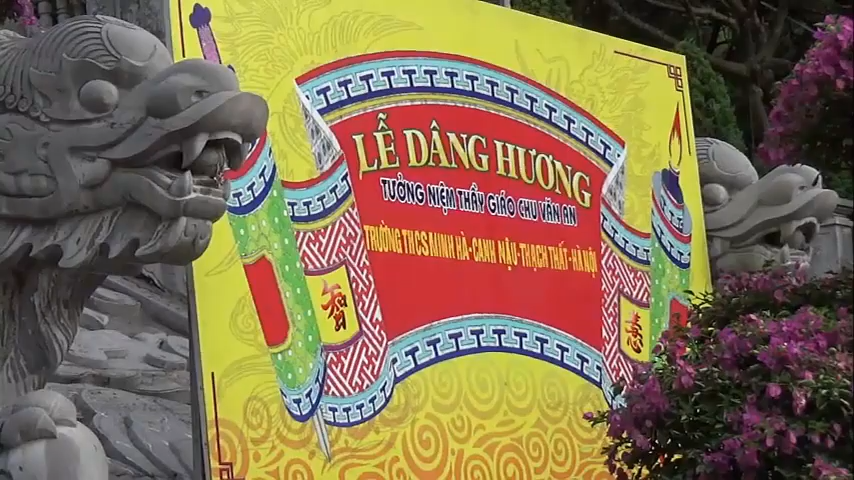 LỄ DÂNG HƯƠNG
TƯỞNG NIỆM THẦY GIÁO CHU VĂN AN
TRƯỜNG THCS MINH HÀ-CANH NẬU-THẠCH THẤT-HÀ NỘI